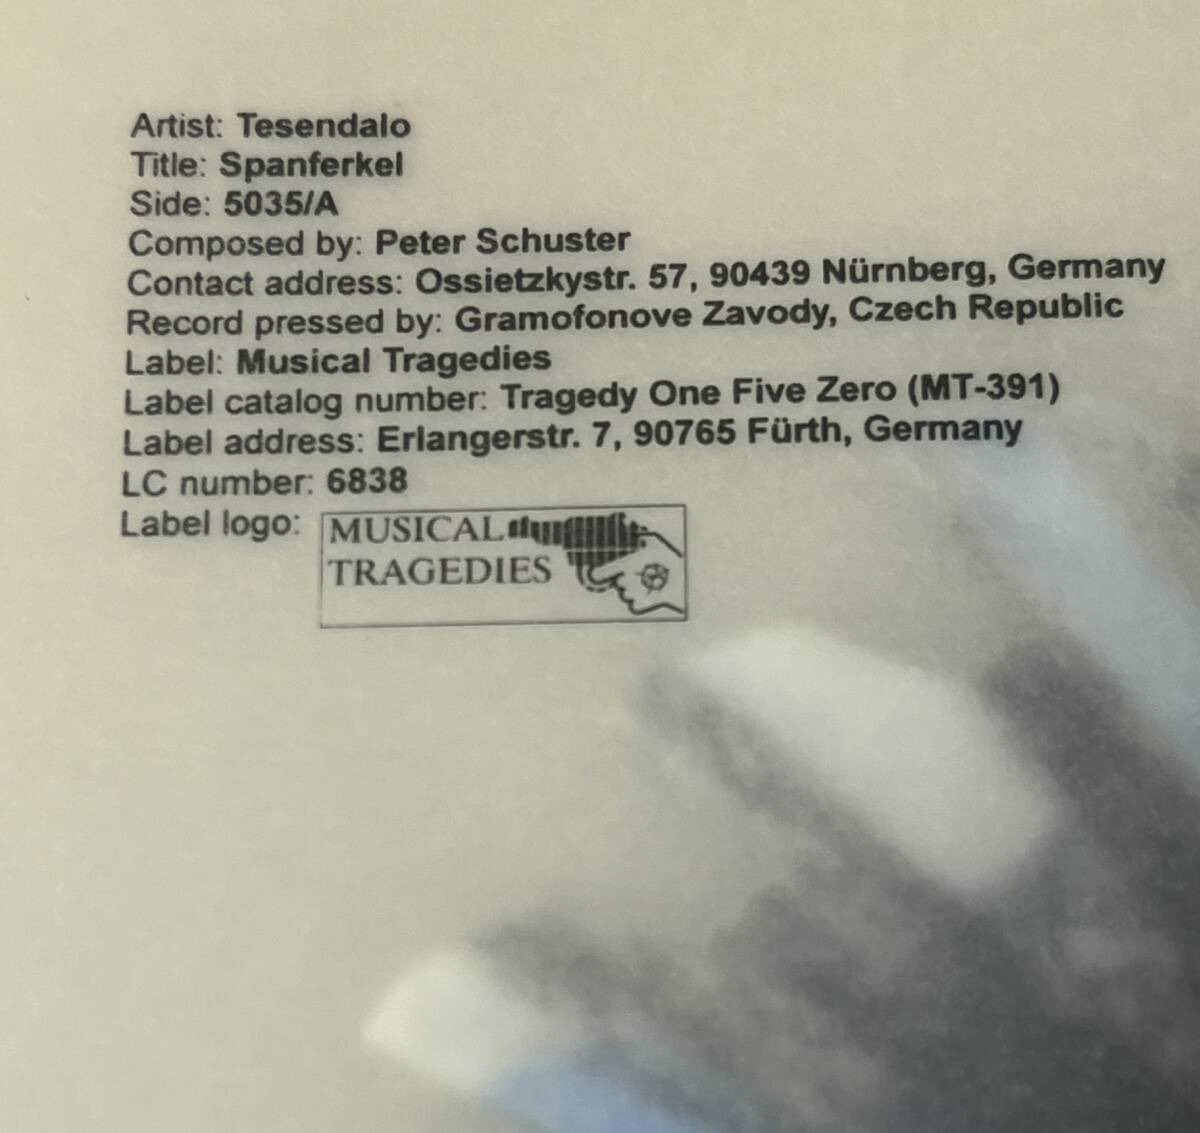 Artist: Tesendalo
Title: Spanferkel
Side: 5035/A
Composed by: Peter Schuster
Contact address: Ossietzkystr. 57, 90439 Nürnberg, Germany
Record pressed by: Gramofonove Zavody, Czech Republic
Label: Musical Tragedies
Label catalog number: Tragedy One Five Zero (MT-391)
Label address: Erlangerstr. 7, 90765 Fürth, Germany
LC number: 6838
Label logo:
MUSICAL
TRAGEDIES